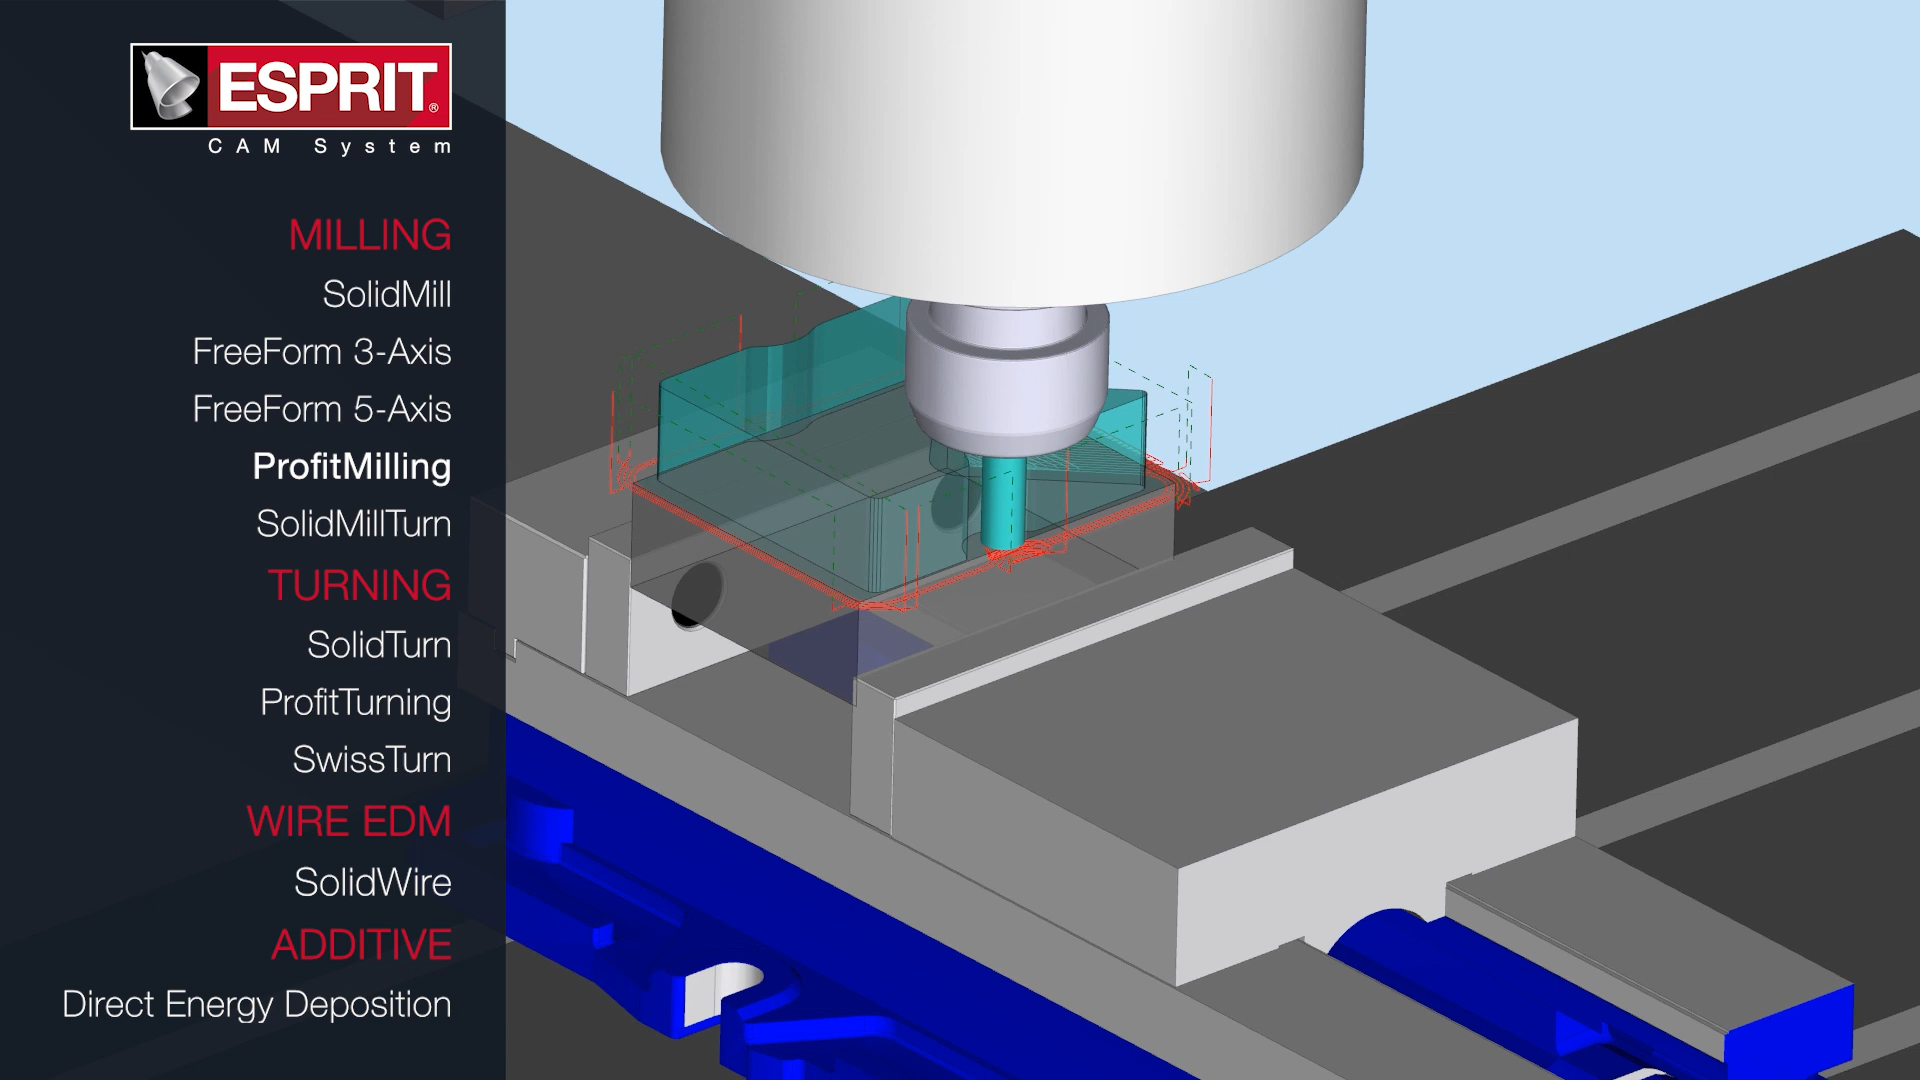 ESPRIT®
CAM System
MILLING
SolidMill
FreeForm 3-Axis
FreeForm 5-Axis
ProfitMilling
SolidMillTurn
TURNING
SolidTurn
ProfitTurning
SwissTurn
WIRE EDM
SolidWire
ADDITIVE
Direct Energy Deposition